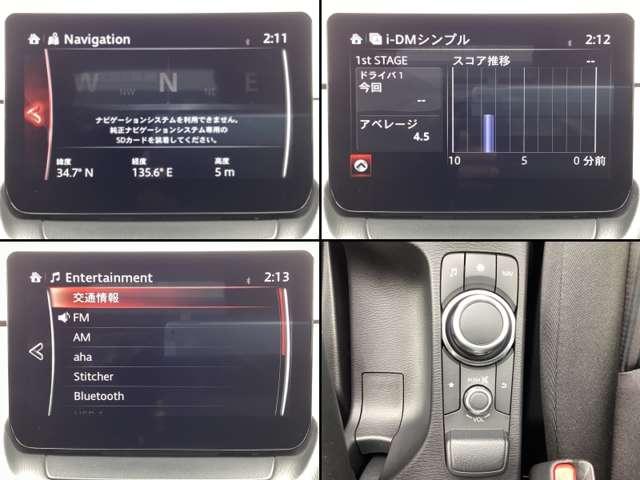 Navigation
2:11
W N E
NW NE
ナビゲーションシステムを利用できません。
純正ナビゲーションシステム専用の
SDカードを装着してください。
緯度 経度 高度
34.7° N 135.6° E 5 m
i-DMシンプル
2:12
1st STAGE スコア推移 --
ドライバ 1
今回
--
アベレージ
4.5
10 5 0 分前
Entertainment
2:13
交通情報
FM
AM
aha
Stitcher
Bluetooth
NAV
PUSH
VOL